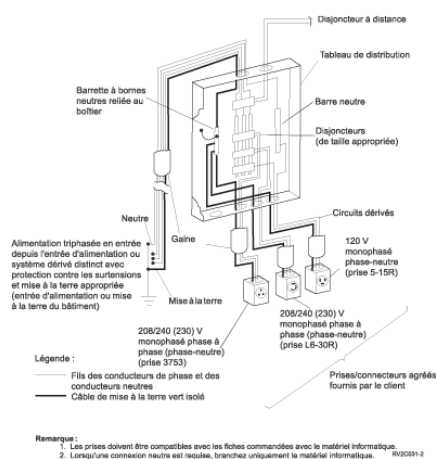 Disjoncteur à distance
Tableau de distribution
Barrette à bornes
neutres reliée au
boîtier
Barre neutre
Disjoncteurs
(de taille appropriée)
Neutre
Circuits dérivés
Gaine
Alimentation triphasée en entrée
depuis l'entrée d'alimentation ou
système dérivé distinct avec
protection contre les surtensions
et mise à la terre appropriée
(entrée d'alimentation ou mise
à la terre du bâtiment)
120 V
monophasé
phase-neutre
(prise 5-15R)
Mise à la terre
208/240 (230) V
monophasé phase à
phase (phase-neutre)
(prise 3753)
208/240 (230) V
monophasé phase à
phase (phase-neutre)
(prise L6-30R)
Prises/connecteurs agréés
fournis par le client
Légende :
Fils des conducteurs de phase et des
conducteurs neutres
Câble de mise à la terre vert isolé
Remarque :
1. Les prises doivent être compatibles avec les fiches commandées avec le matériel informatique.
2. Lorsqu'une connexion neutre est requise, branchez uniquement le matériel informatique.
RV2C031-2